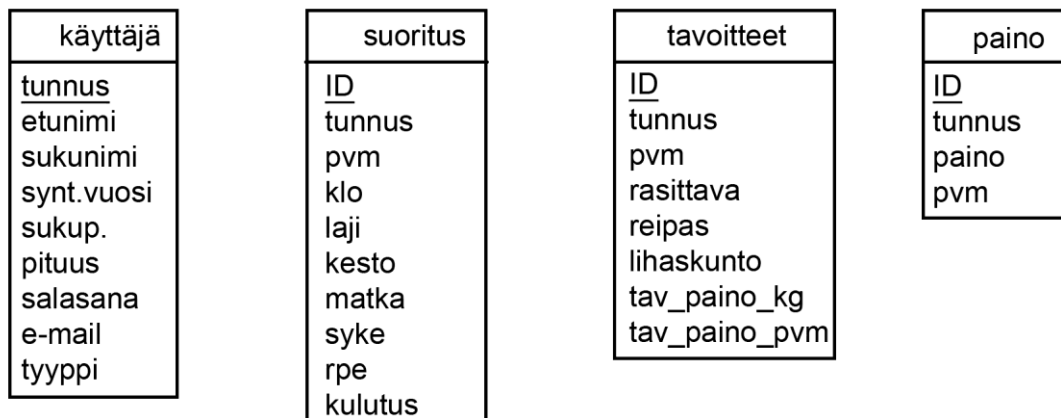 käyttäjä
tunnus
etunimi
sukunimi
synt.vuosi
sukup.
pituus
salasana
e-mail
tyyppi
suoritus
ID
tunnus
pvm
klo
laji
kesto
matka
syke
rpe
kulutus
tavoitteet
ID
tunnus
pvm
rasittava
reipas
lihaskunto
tav_paino_kg
tav_paino_pvm
paino
ID
tunnus
paino
pvm